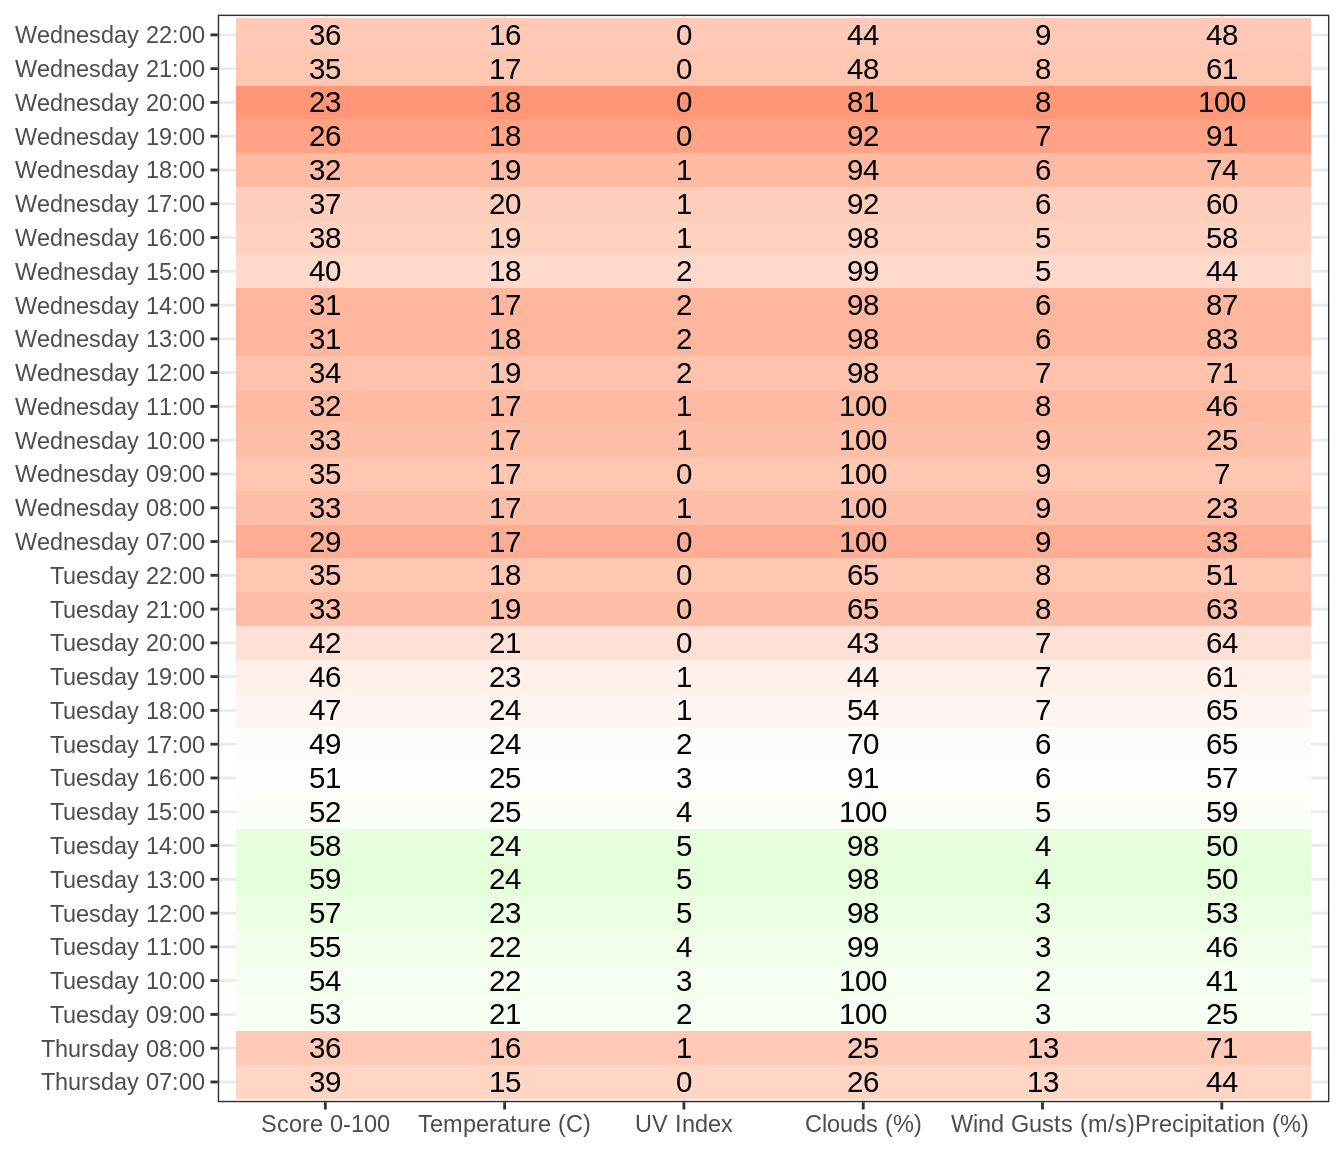 Wednesday 22:00 36 16 0 44 9 48
Wednesday 21:00 35 17 0 48 8 61
Wednesday 20:00 23 18 0 81 8 100
Wednesday 19:00 26 18 0 92 7 91
Wednesday 18:00 32 19 1 94 6 74
Wednesday 17:00 37 20 1 92 6 60
Wednesday 16:00 38 19 1 98 5 58
Wednesday 15:00 40 18 2 99 5 44
Wednesday 14:00 31 17 2 98 6 87
Wednesday 13:00 31 18 2 98 6 83
Wednesday 12:00 34 19 2 98 7 71
Wednesday 11:00 32 17 1 100 8 46
Wednesday 10:00 33 17 1 100 9 25
Wednesday 09:00 35 17 0 100 9 7
Wednesday 08:00 33 17 1 100 9 23
Wednesday 07:00 29 17 0 100 9 33
Tuesday 22:00 35 18 0 65 8 51
Tuesday 21:00 33 19 0 65 8 63
Tuesday 20:00 42 21 0 43 7 64
Tuesday 19:00 46 23 1 44 7 61
Tuesday 18:00 47 24 1 54 7 65
Tuesday 17:00 49 24 2 70 6 65
Tuesday 16:00 51 25 3 91 6 57
Tuesday 15:00 52 25 4 100 5 59
Tuesday 14:00 58 24 5 98 4 50
Tuesday 13:00 59 24 5 98 4 50
Tuesday 12:00 57 23 5 98 3 53
Tuesday 11:00 55 22 4 99 3 46
Tuesday 10:00 54 22 3 100 2 41
Tuesday 09:00 53 21 2 100 3 25
Thursday 08:00 36 16 1 25 13 71
Thursday 07:00 39 15 0 26 13 44
Score 0-100 Temperature (C) UV Index Clouds (%) Wind Gusts (m/s) Precipitation (%)